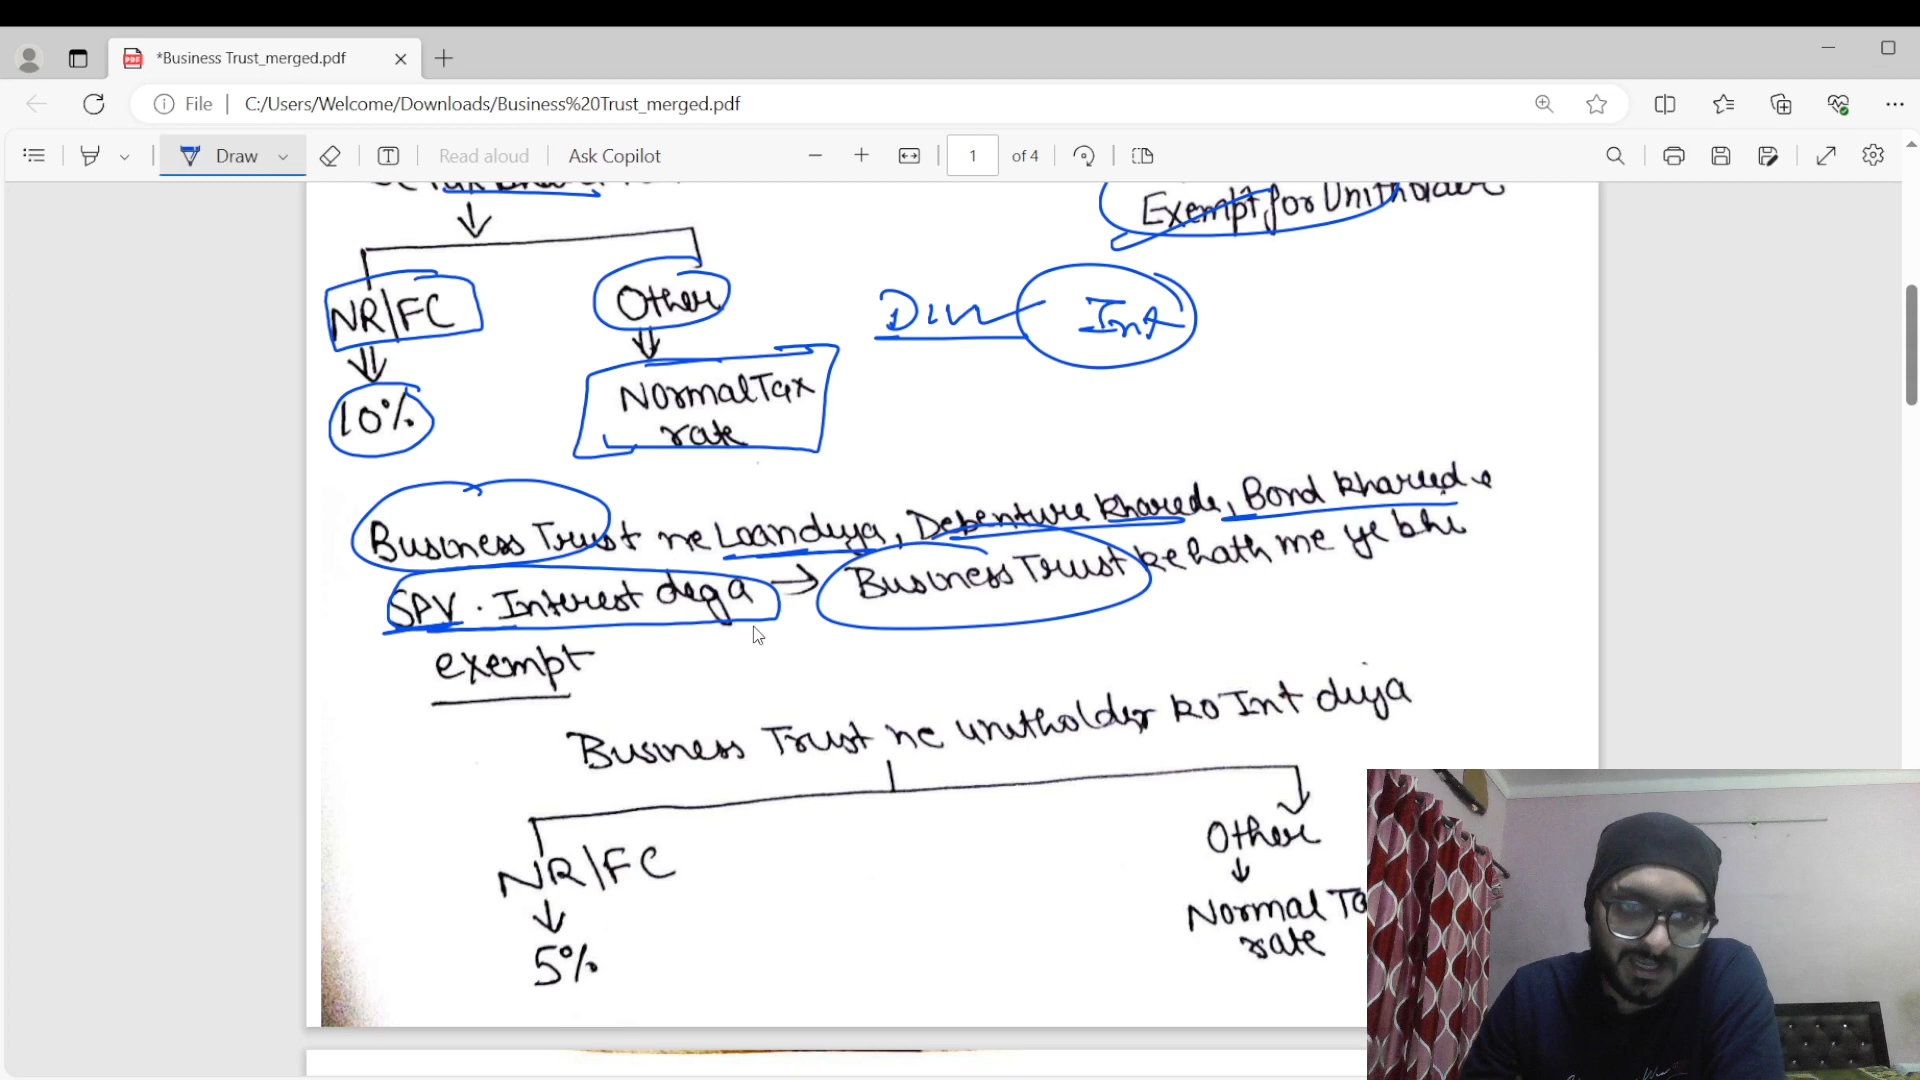 *Business Trust_merged.pdf
File | C:/Users/Welcome/Downloads/Business%20Trust_merged.pdf
Draw
Read aloud
Ask Copilot
1 of 4
Exempt for Unitholder
NR|FC
Other
Div Int
10%
Normal Tax
rate
Business Trust ne Loan diya, Debenture kharede, Bond khareed e
SPV. Interest dega → Business Trust ke hath me ye bhi
exempt
Business Trust ne unitholder ko Int diya
NR|FC
Other
5%
Normal
rate